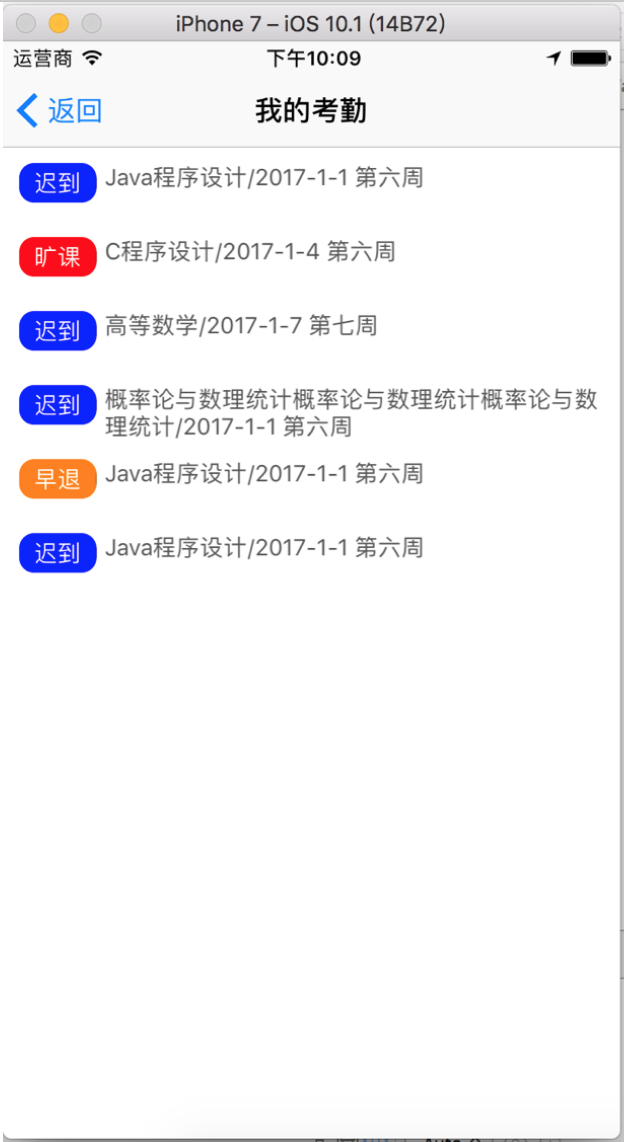 iPhone 7 – iOS 10.1 (14B72)
运营商 下午10:09
返回 我的考勤
迟到 Java程序设计/2017-1-1 第六周
旷课 C程序设计/2017-1-4 第六周
迟到 高等数学/2017-1-7 第七周
迟到 概率论与数理统计概率论与数理统计概率论与数
理统计/2017-1-1 第六周
早退 Java程序设计/2017-1-1 第六周
迟到 Java程序设计/2017-1-1 第六周